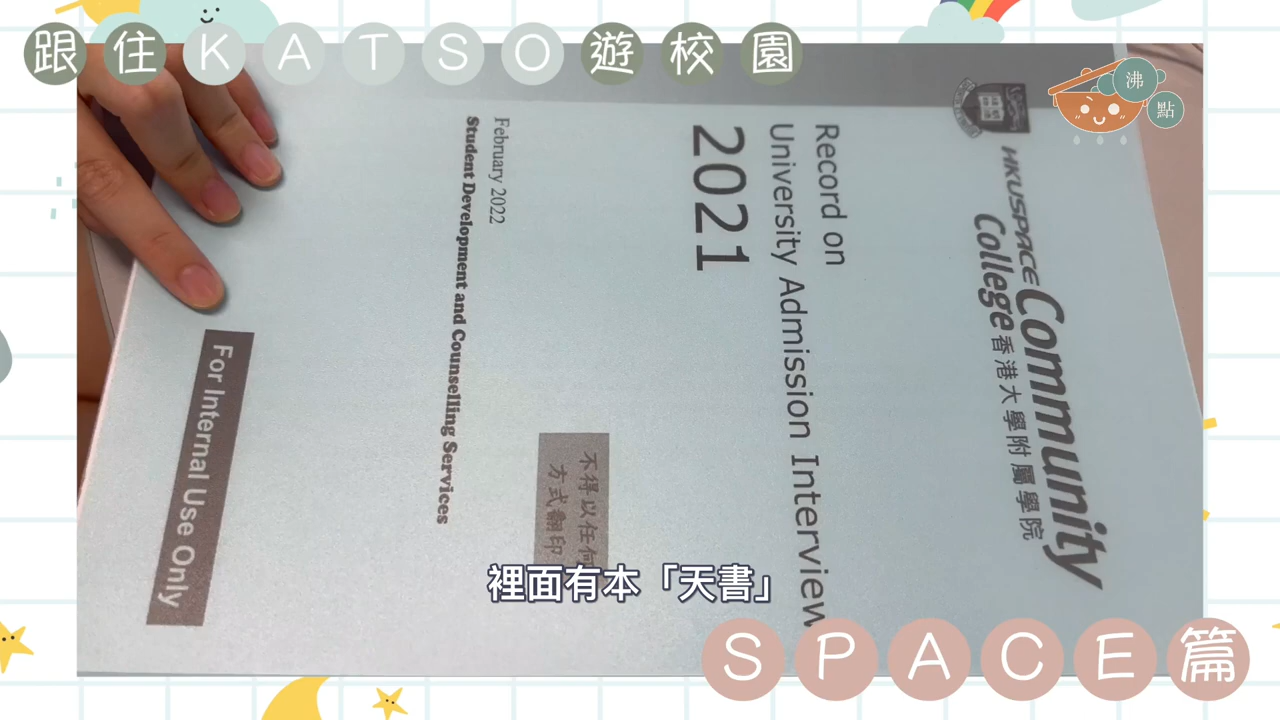 跟住KATSO遊校園
沸點
HKUSPACE Community
College 香港大學附屬學院
Record on
University Admission Interview
2021
不得以任何
方式翻印
February 2022
Student Development and Counselling Services
For Internal Use Only
裡面有本「天書」
SPACE篇